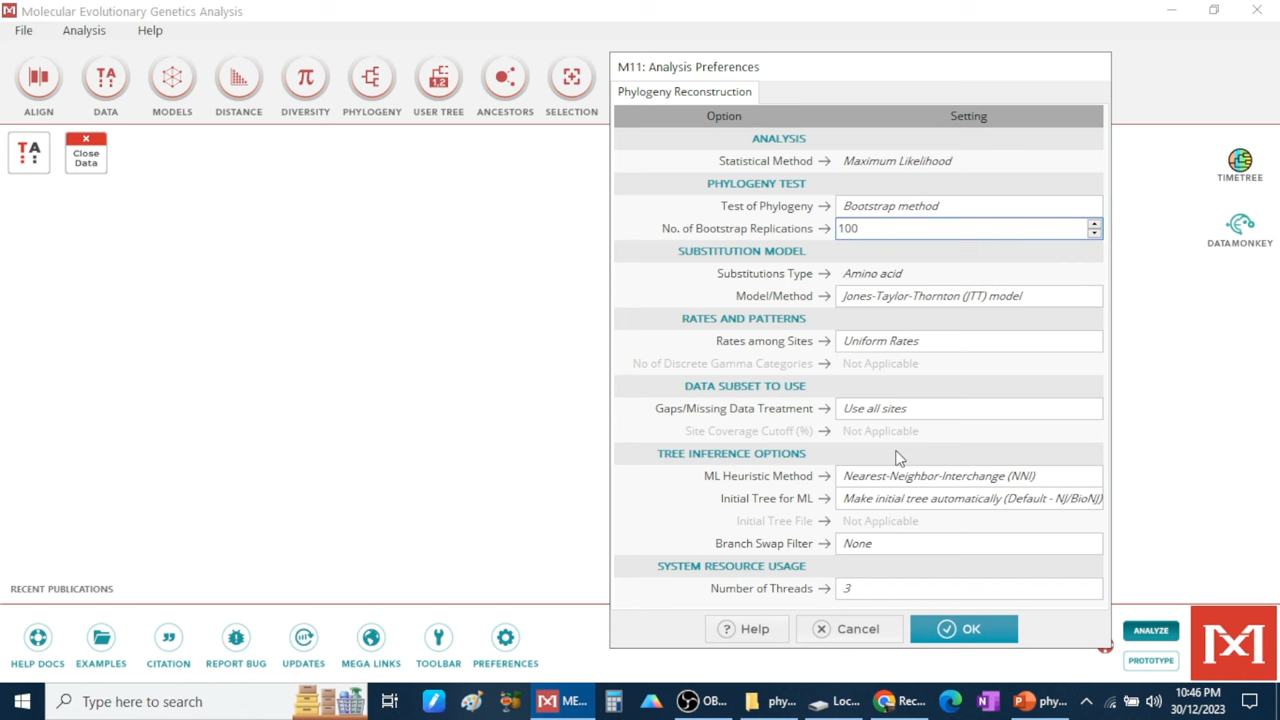 Molecular Evolutionary Genetics Analysis
File Analysis Help
ALIGN DATA MODELS DISTANCE DIVERSITY PHYLOGENY USER TREE ANCESTORS SELECTION
TA
Close
Data
M11: Analysis Preferences
Phylogeny Reconstruction
Option Setting
ANALYSIS
Statistical Method → Maximum Likelihood
PHYLOGENY TEST
Test of Phylogeny → Bootstrap method
No. of Bootstrap Replications → 100
SUBSTITUTION MODEL
Substitutions Type → Amino acid
Model/Method → Jones-Taylor-Thornton (JTT) model
RATES AND PATTERNS
Rates among Sites → Uniform Rates
No of Discrete Gamma Categories → Not Applicable
DATA SUBSET TO USE
Gaps/Missing Data Treatment → Use all sites
Site Coverage Cutoff (%) → Not Applicable
TREE INFERENCE OPTIONS
ML Heuristic Method → Nearest-Neighbor-Interchange (NNI)
Initial Tree for ML → Make initial tree automatically (Default - NJ/BioNJ)
Initial Tree File → Not Applicable
Branch Swap Filter → None
SYSTEM RESOURCE USAGE
Number of Threads → 3
? Help Cancel OK
TIMETREE
DATAMONKEY
RECENT PUBLICATIONS
HELP DOCS EXAMPLES CITATION REPORT BUG UPDATES MEGA LINKS TOOLBAR PREFERENCES
ANALYZE
PROTOTYPE
Type here to search
ME... OB... phy... Loc... Rec... phy...
10:46 PM
30/12/2023